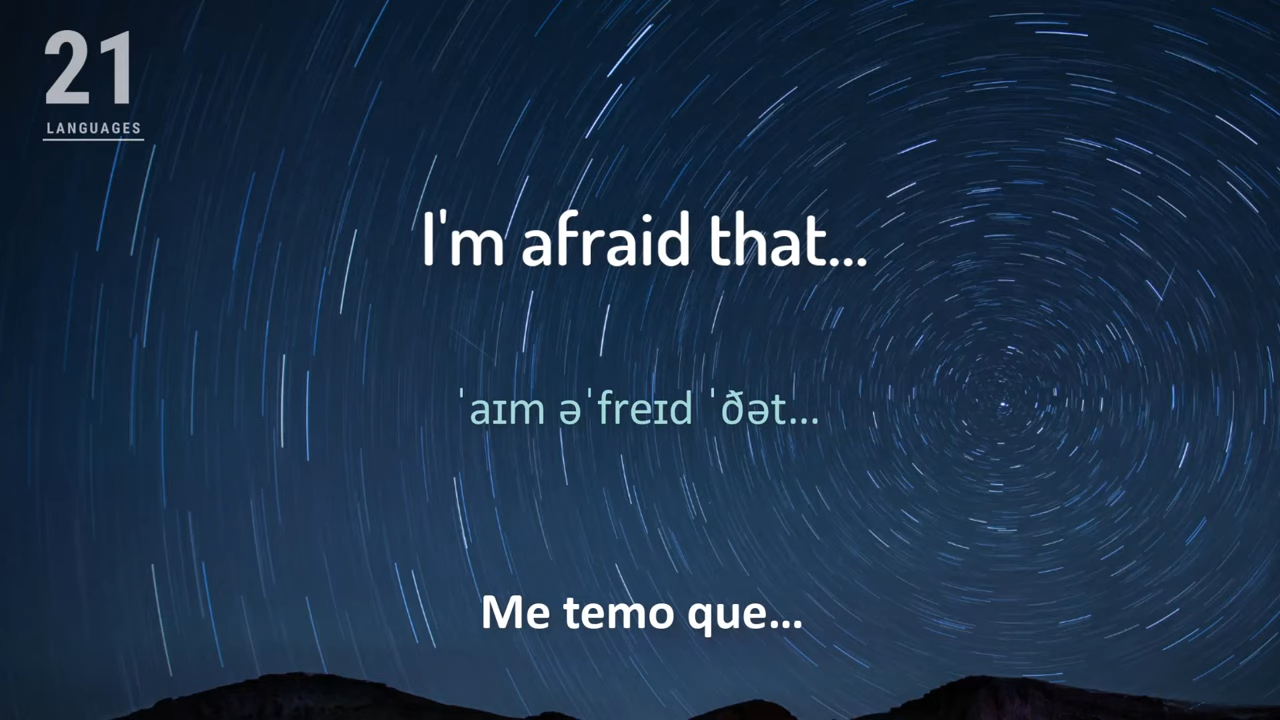 21
LANGUAGES
I'm afraid that...
ˈaɪm əˈfreɪd ˈðət...
Me temo que...